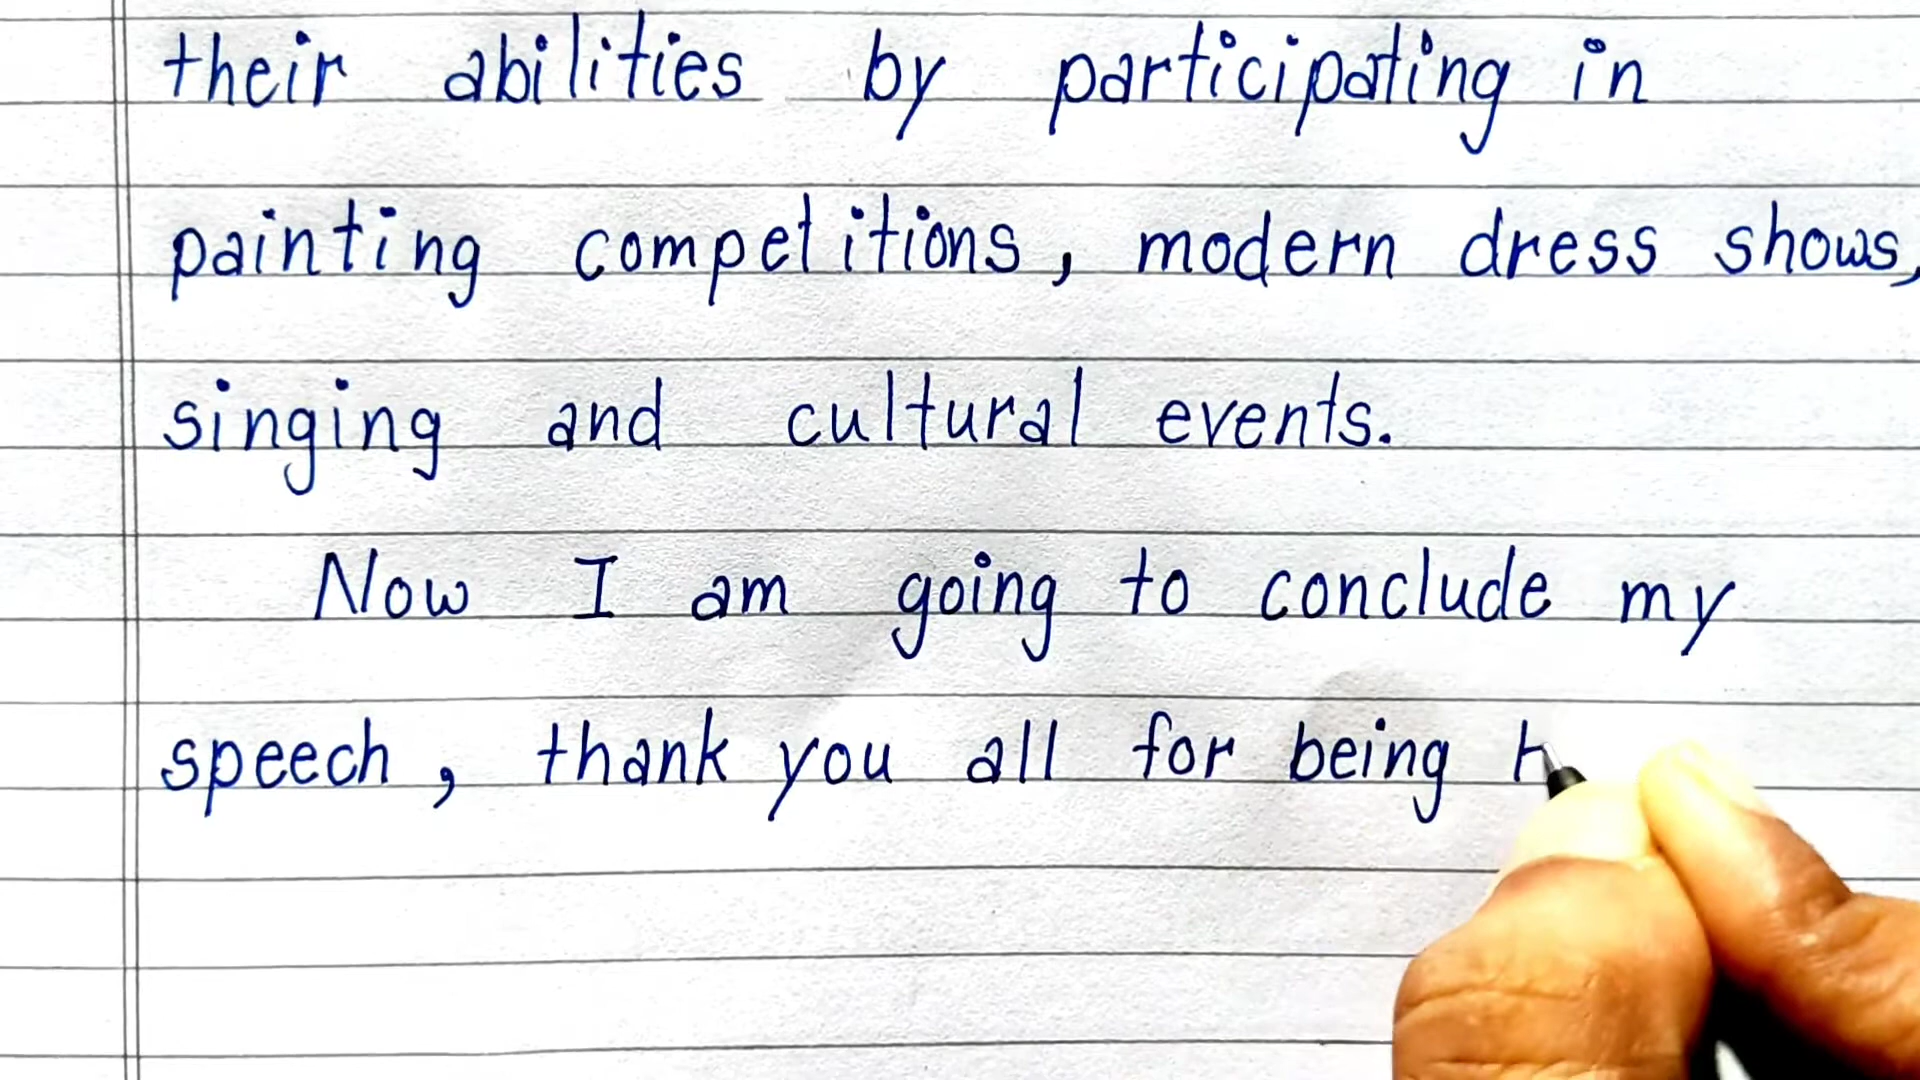 their abilities by participating in
painting competitions, modern dress shows,
singing and cultural events.
Now I am going to conclude my
speech, thank you all for being